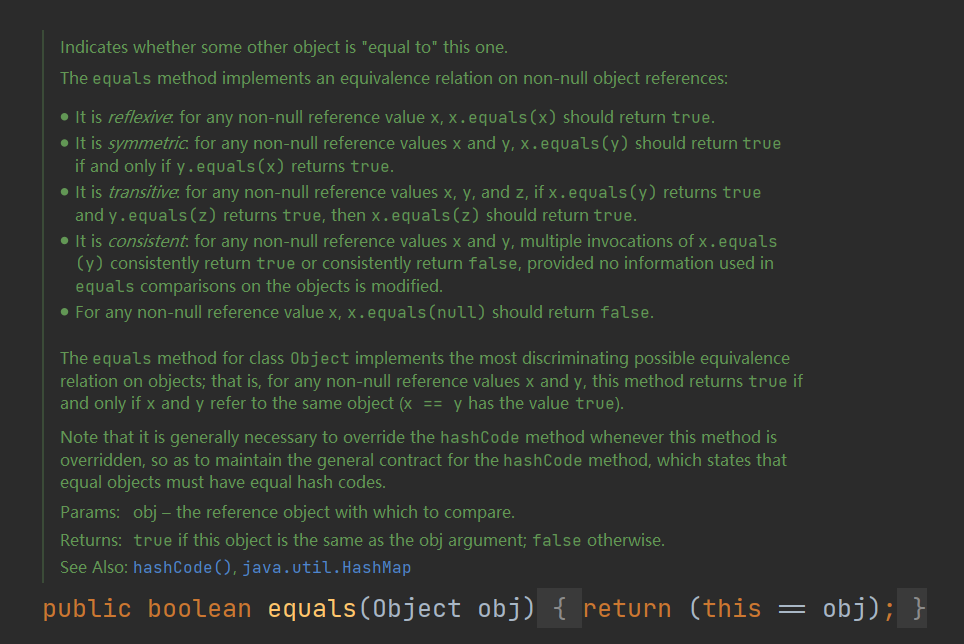 Indicates whether some other object is "equal to" this one.
The equals method implements an equivalence relation on non-null object references:
• It is reflexive: for any non-null reference value x, x.equals(x) should return true.
• It is symmetric: for any non-null reference values x and y, x.equals(y) should return true
if and only if y.equals(x) returns true.
• It is transitive: for any non-null reference values x, y, and z, if x.equals(y) returns true
and y.equals(z) returns true, then x.equals(z) should return true.
• It is consistent: for any non-null reference values x and y, multiple invocations of x.equals
(y) consistently return true or consistently return false, provided no information used in
equals comparisons on the objects is modified.
• For any non-null reference value x, x.equals(null) should return false.
The equals method for class Object implements the most discriminating possible equivalence
relation on objects; that is, for any non-null reference values x and y, this method returns true if
and only if x and y refer to the same object (x == y has the value true).
Note that it is generally necessary to override the hashCode method whenever this method is
overridden, so as to maintain the general contract for the hashCode method, which states that
equal objects must have equal hash codes.
Params: obj – the reference object with which to compare.
Returns: true if this object is the same as the obj argument; false otherwise.
See Also: hashCode(), java.util.HashMap
public boolean equals(Object obj) { return (this == obj); }